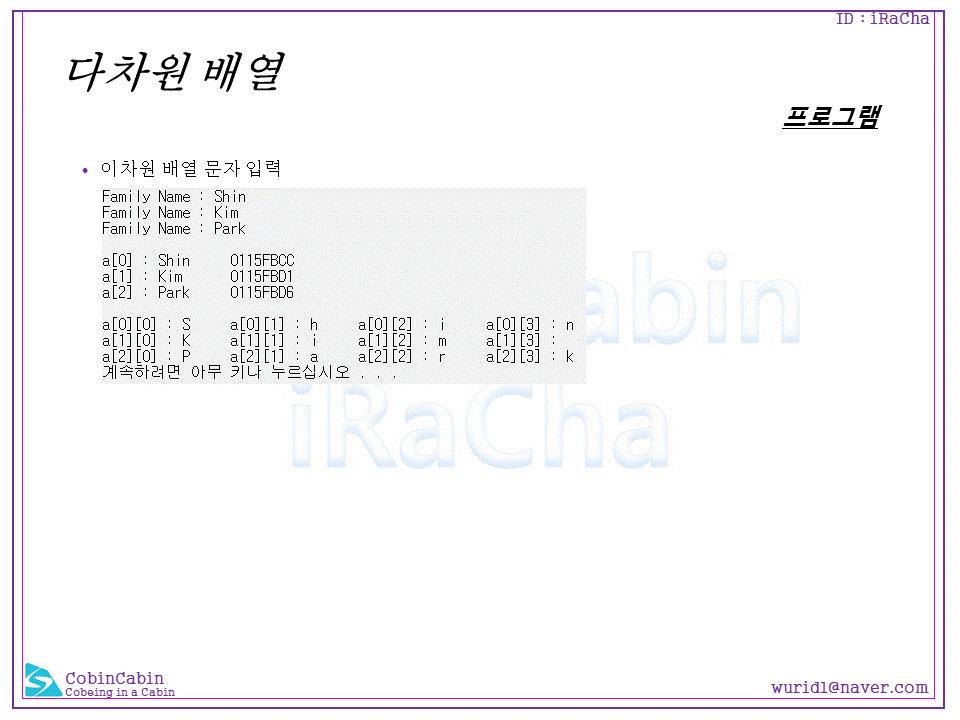 ID : iRaCha
다차원 배열
프로그램
• 이차원 배열 문자 입력
Family Name : Shin
Family Name : Kim
Family Name : Park
a[0] : Shin 0115FBCC
a[1] : Kim 0115FBD1
a[2] : Park 0115FBD6
a[0][0] : S a[0][1] : h a[0][2] : i a[0][3] : n
a[1][0] : K a[1][1] : i a[1][2] : m a[1][3] :
a[2][0] : P a[2][1] : a a[2][2] : r a[2][3] : k
계속하려면 아무 키나 누르십시오 . . .
abin
iRaCha
CobinCabin
Cobeing in a Cabin
wurid1@naver.com